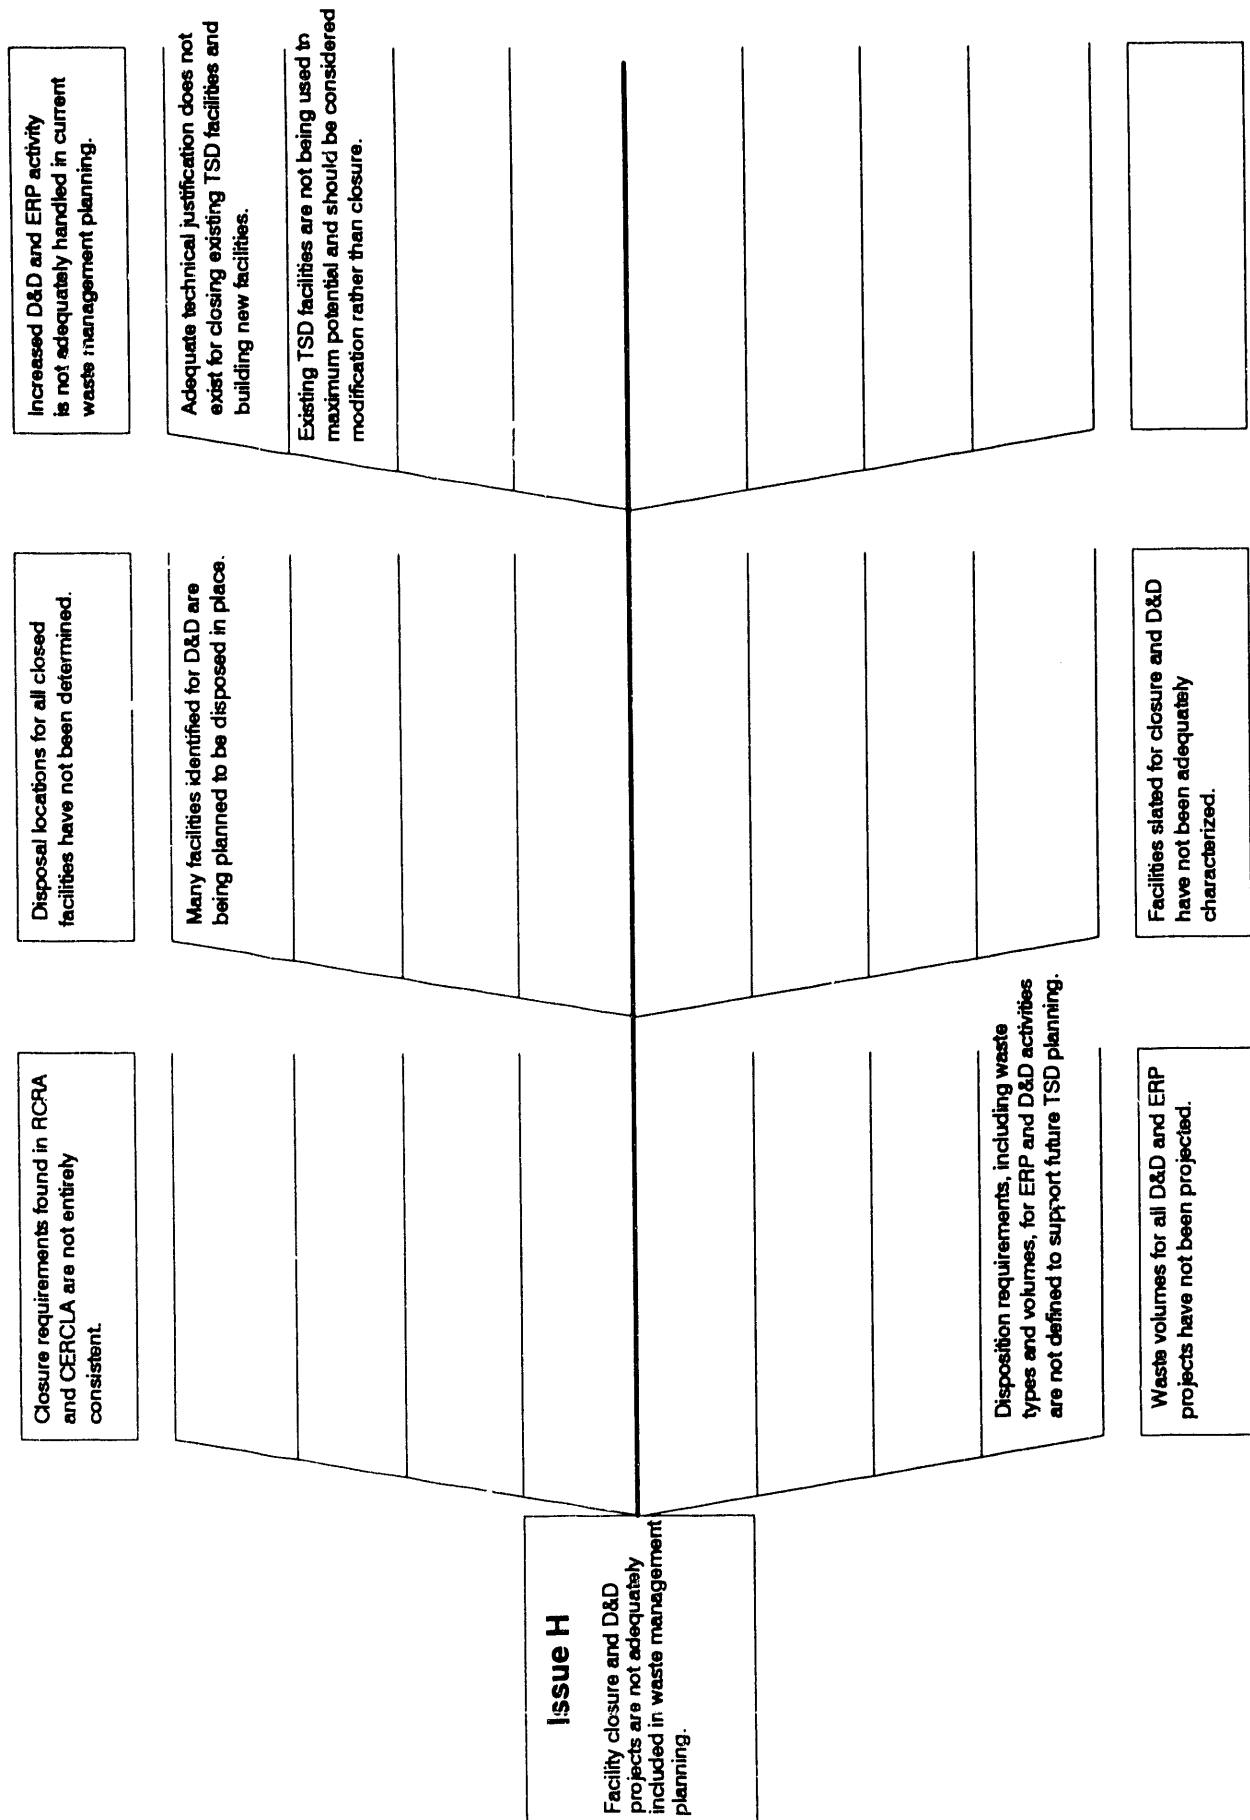 Issue H
Facility closure and D&D
projects are not adequately
included in waste management
planning.
Closure requirements found in RCRA
and CERCLA are not entirely
consistent.
Disposal locations for all closed
facilities have not been determined.
Many facilities identified for D&D are
being planned to be disposed in place.
Increased D&D and ERP activity
is not adequately handled in current
waste management planning.
Adequate technical justification does not
exist for closing existing TSD facilities and
building new facilities.
Existing TSD facilities are not being used to
maximum potential and should be considered
modification rather than closure.
Disposition requirements, including waste
types and volumes, for ERP and D&D activities
are not defined to support future TSD planning.
Waste volumes for all D&D and ERP
projects have not been projected.
Facilities slated for closure and D&D
have not been adequately
characterized.